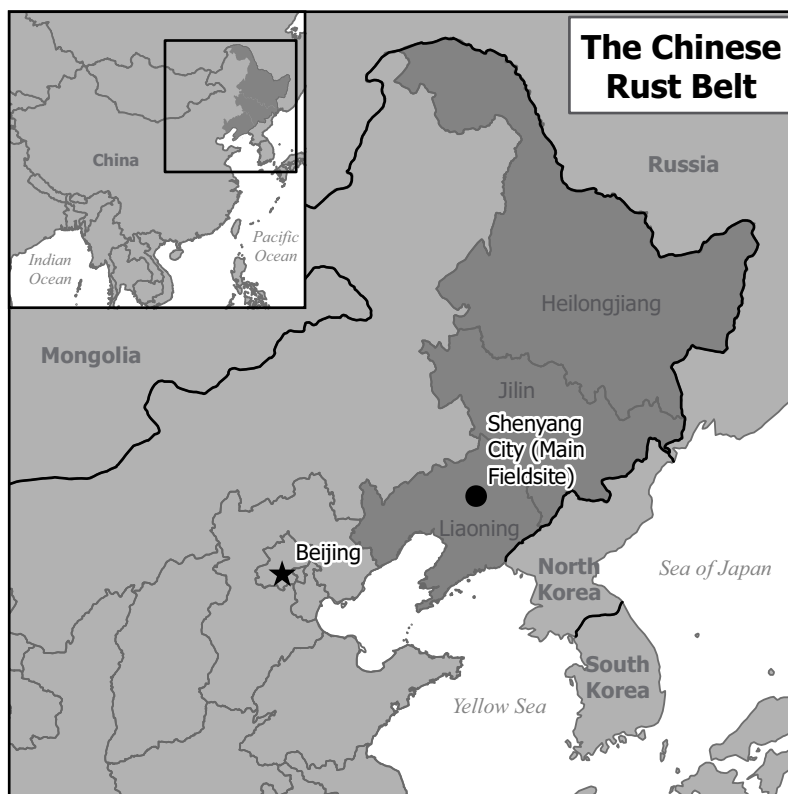 The Chinese
Rust Belt
China
Indian
Ocean
Pacific
Ocean
Russia
Mongolia
Heilongjiang
Jilin
Shenyang
City (Main
Fieldsite)
Liaoning
Beijing
North
Korea
Sea of Japan
South
Korea
Yellow Sea